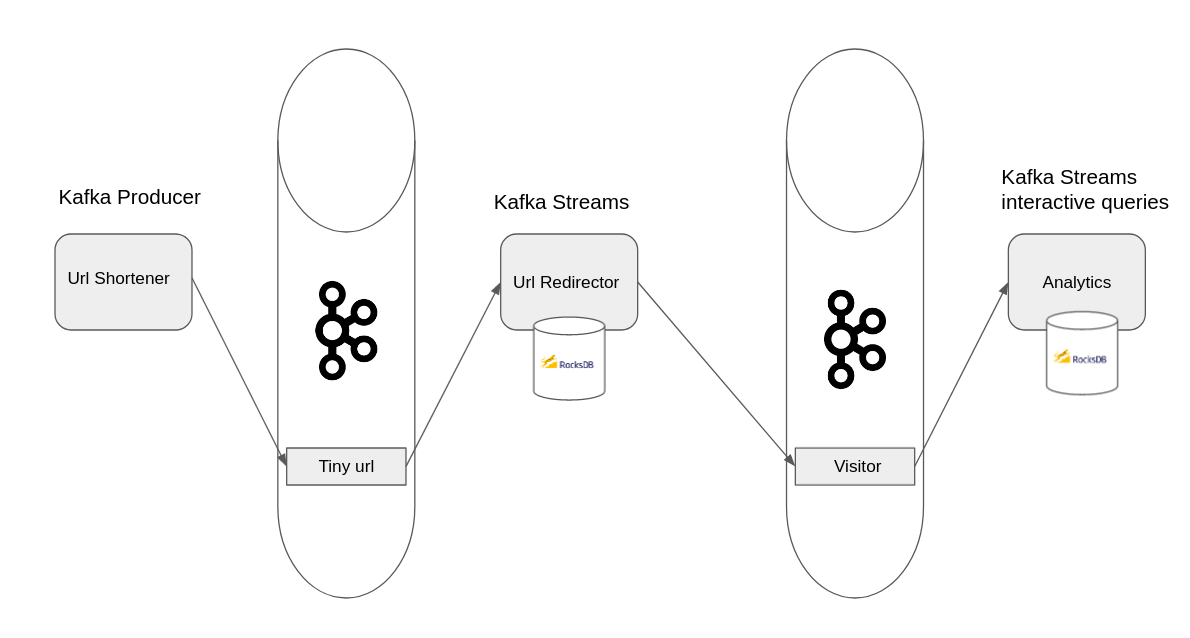 Kafka Producer
Url Shortener
Tiny url
Kafka Streams
Url Redirector
RocksDB
Visitor
Kafka Streams
interactive queries
Analytics
RocksDB